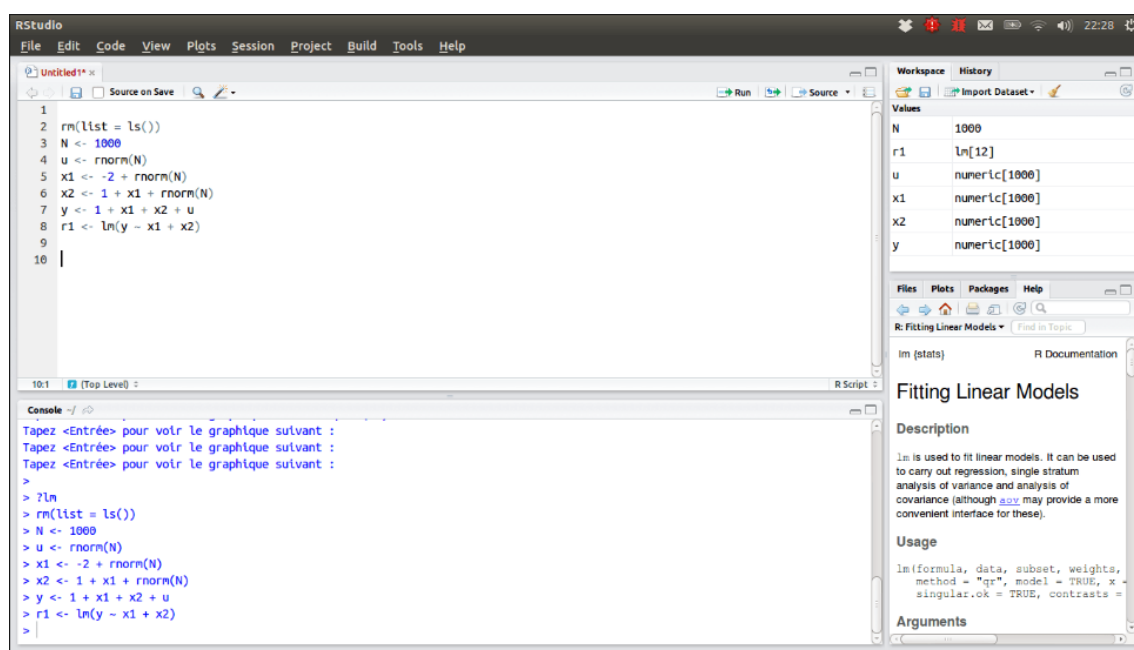 RStudio
22:28
File Edit Code View Plots Session Project Build Tools Help
Untitled1* ×
Source on Save
Run Source
1
2 rm(list = ls())
3 N <- 1000
4 u <- rnorm(N)
5 x1 <- -2 + rnorm(N)
6 x2 <- 1 + x1 + rnorm(N)
7 y <- 1 + x1 + x2 + u
8 r1 <- lm(y ~ x1 + x2)
9
10
10:1 (Top Level) R Script
Console ~/
Tapez <Entrée> pour voir le graphique suivant :
Tapez <Entrée> pour voir le graphique suivant :
Tapez <Entrée> pour voir le graphique suivant :
>
> ?lm
> rm(list = ls())
> N <- 1000
> u <- rnorm(N)
> x1 <- -2 + rnorm(N)
> x2 <- 1 + x1 + rnorm(N)
> y <- 1 + x1 + x2 + u
> r1 <- lm(y ~ x1 + x2)
>
Workspace History
Import Dataset
Values
N 1000
r1 lm[12]
u numeric[1000]
x1 numeric[1000]
x2 numeric[1000]
y numeric[1000]
Files Plots Packages Help
R: Fitting Linear Models Find in Topic
lm {stats} R Documentation
Fitting Linear Models
Description
lm is used to fit linear models. It can be used
to carry out regression, single stratum
analysis of variance and analysis of
covariance (although aov may provide a more
convenient interface for these).
Usage
lm(formula, data, subset, weights,
method = "qr", model = TRUE, x
singular.ok = TRUE, contrasts =
Arguments